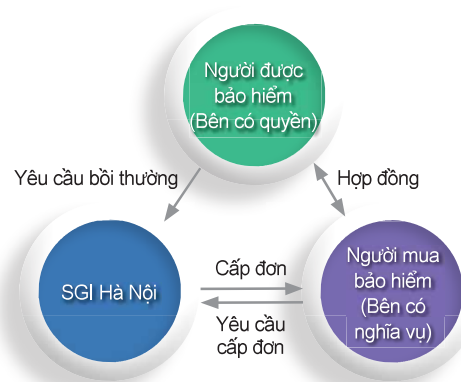 Người được
bảo hiểm
(Bên có quyền)
Yêu cầu bồi thường
Hợp đồng
SGI Hà Nội
Cấp đơn
Yêu cầu
cấp đơn
Người mua
bảo hiểm
(Bên có
nghĩa vụ)